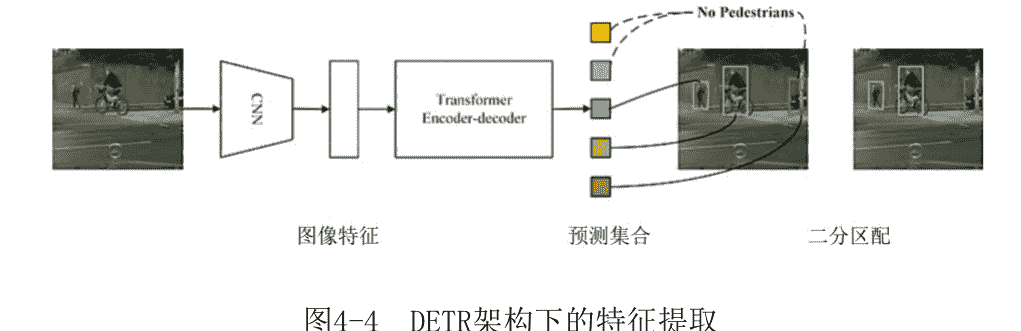 No Pedestrians
CNN
Transformer
Encoder-decoder
图像特征
预测集合
二分区配
图4-4 DETR架构下的特征提取